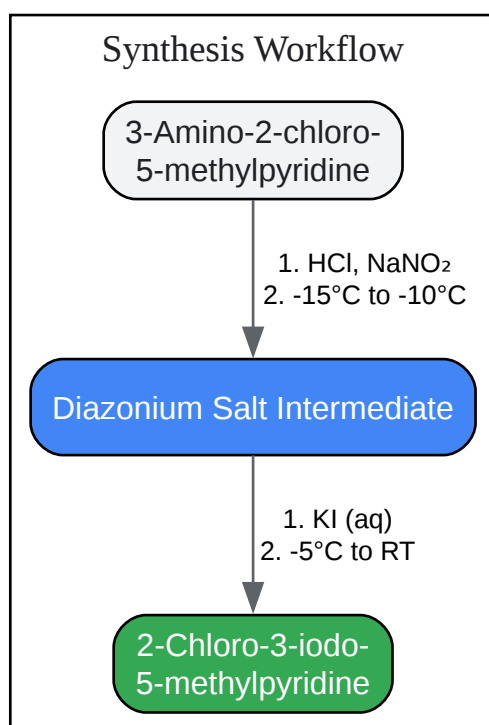 Synthesis Workflow
3-Amino-2-chloro-
5-methylpyridine
1. HCl, NaNO₂
2. -15°C to -10°C
Diazonium Salt Intermediate
1. KI (aq)
2. -5°C to RT
2-Chloro-3-iodo-
5-methylpyridine